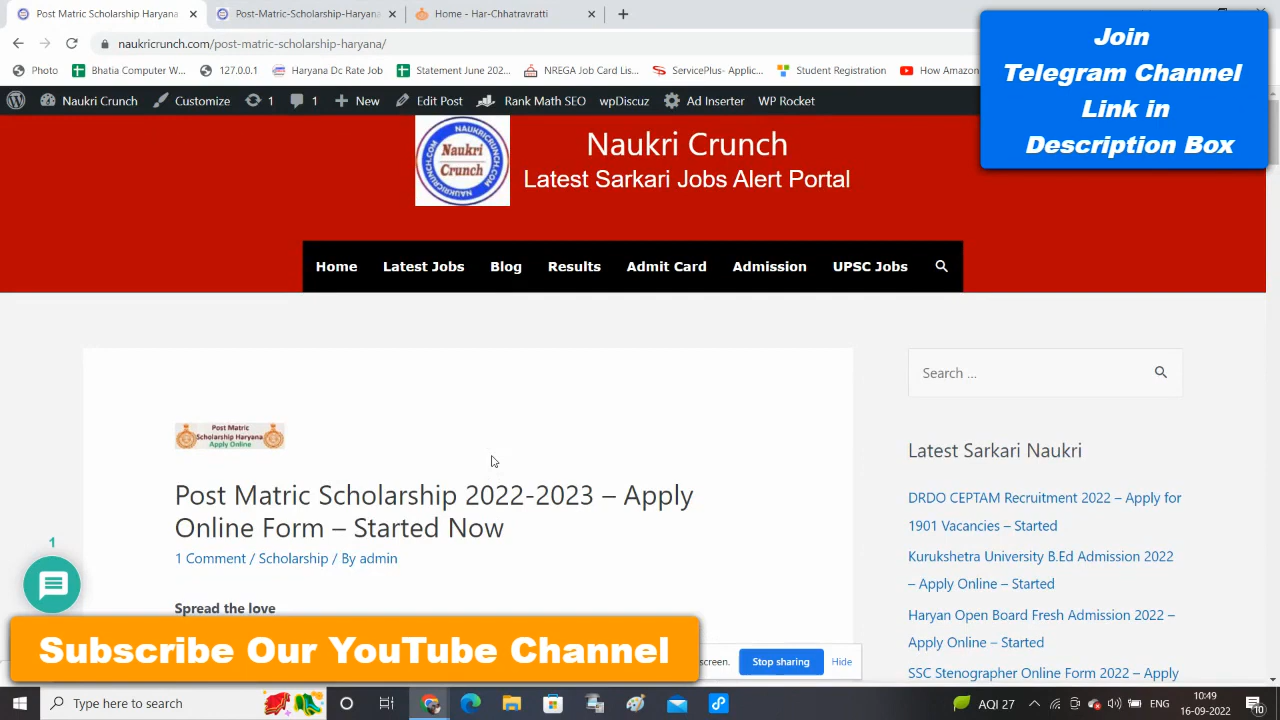 Post Matric Scholarship Haryana
Post Matric Scholarship Haryana
Home - Har-Chhatravratti
naukricrunch.com/post-matric-scholarship-haryana/
Photo
Bhatia Computer W...
127.0.0.1
Haryana Dc Rate Job
Statement June 202...
NREGA Job Card Lis...
ServicePlus- Applic...
Student Registration
How Amazon
Join
Telegram Channel
Link in
Description Box
Naukri Crunch
Customize
1
1
New
Edit Post
Rank Math SEO
wpDiscuz
Ad Inserter
WP Rocket
NAUKRICRUNCH.COM
Naukri
Crunch
Naukri Crunch
Latest Sarkari Jobs Alert Portal
Home
Latest Jobs
Blog
Results
Admit Card
Admission
UPSC Jobs
Search ...
Post Matric
Scholarship Haryana
Apply Online
Post Matric Scholarship 2022-2023 – Apply
Online Form – Started Now
1 Comment / Scholarship / By admin
Spread the love
Latest Sarkari Naukri
DRDO CEPTAM Recruitment 2022 – Apply for
1901 Vacancies – Started
Kurukshetra University B.Ed Admission 2022
– Apply Online – Started
Haryan Open Board Fresh Admission 2022 –
Apply Online – Started
SSC Stenographer Online Form 2022 – Apply
1
Subscribe Our YouTube Channel
screen.
Stop sharing
Hide
Type here to search
AQI 27
10:49
16-09-2022
10